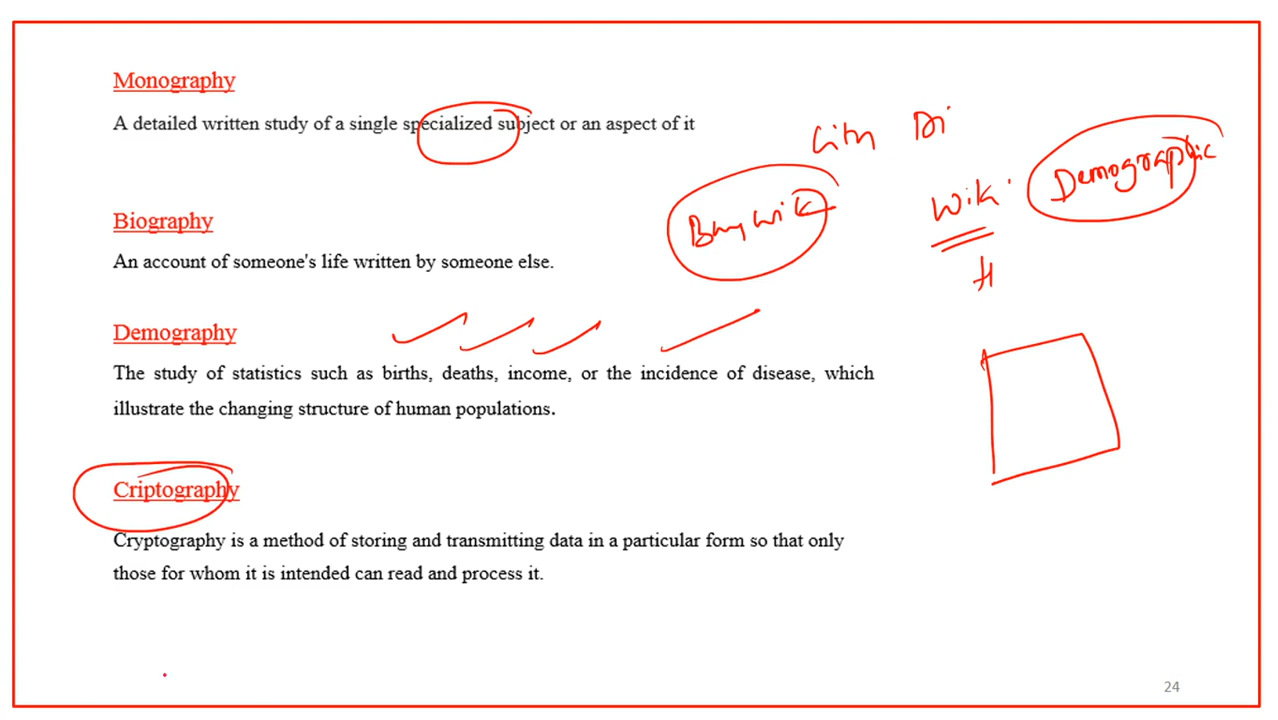 Monography
A detailed written study of a single specialized subject or an aspect of it
Wiki
Demographic
Biography
An account of someone's life written by someone else.
Demography
The study of statistics such as births, deaths, income, or the incidence of disease, which
illustrate the changing structure of human populations.
Criptography
Cryptography is a method of storing and transmitting data in a particular form so that only
those for whom it is intended can read and process it.
24